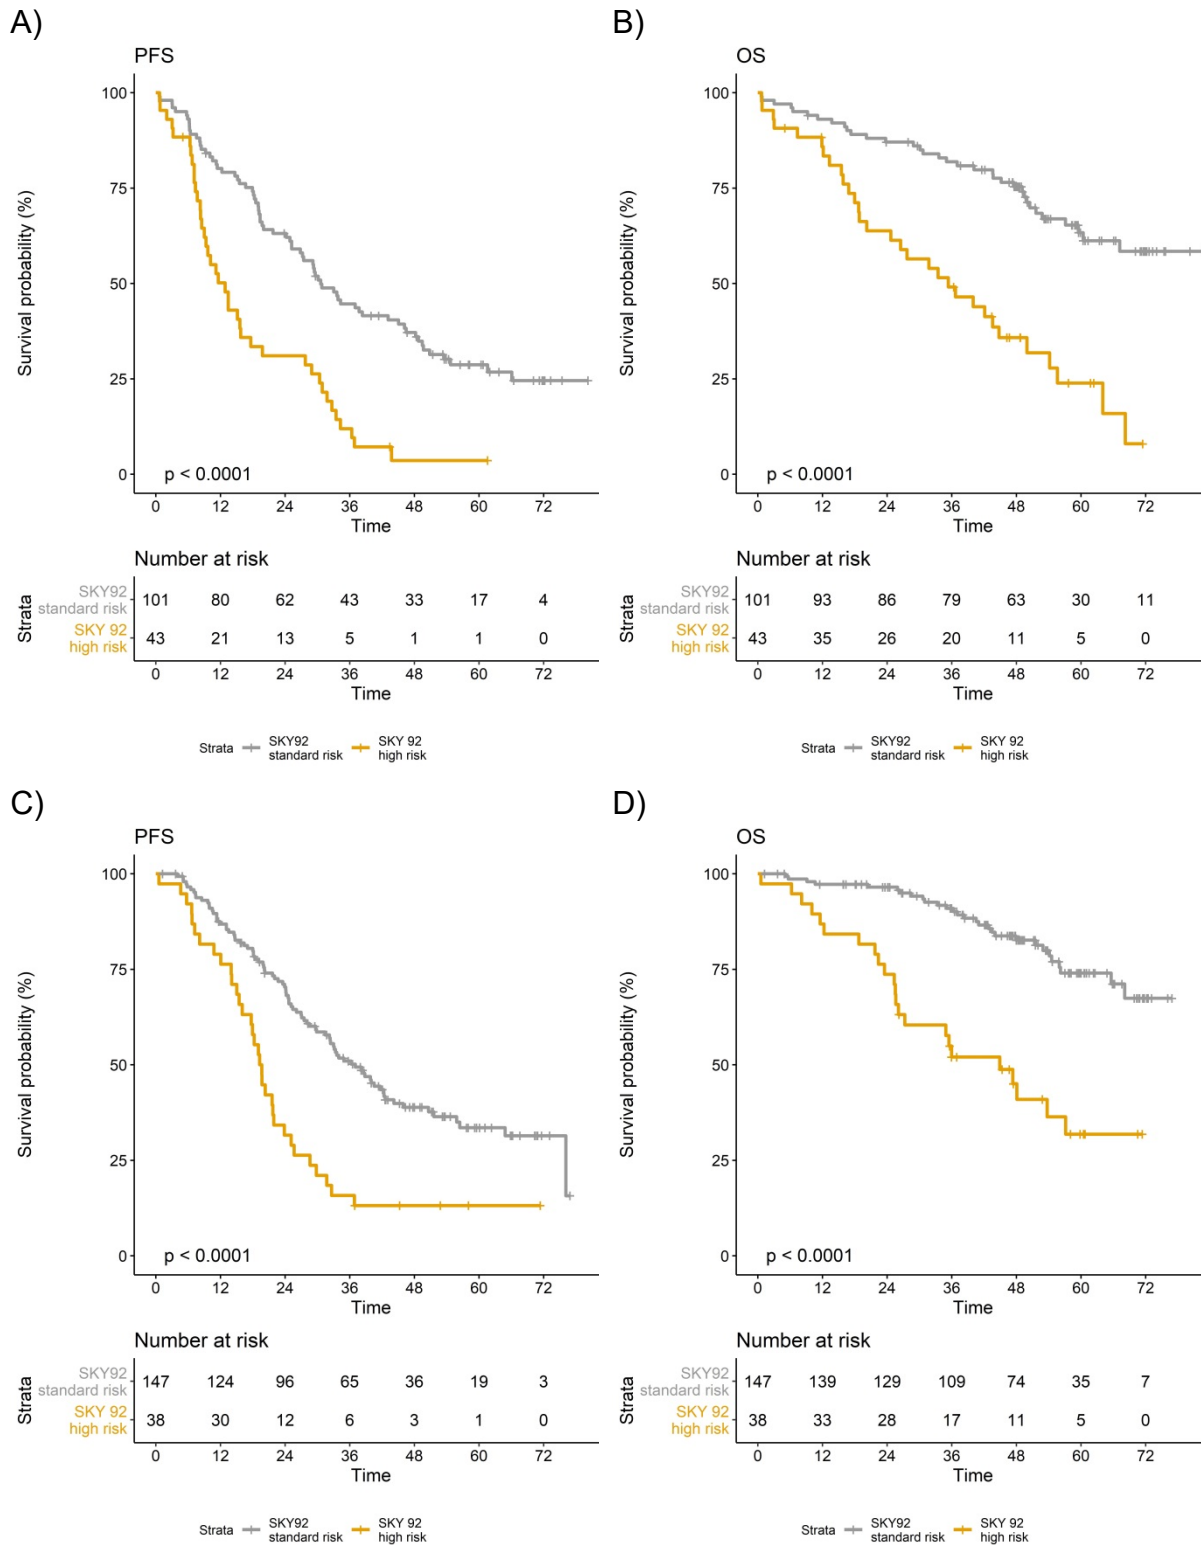 A)
PFS
Survival probability (%)
100
75
50
25
0
p < 0.0001
0 12 24 36 48 60 72
Time
Number at risk
Strata
SKY92
standard risk
101 80 62 43 33 17 4
SKY 92
high risk
43 21 13 5 1 1 0
0 12 24 36 48 60 72
Time
Strata
SKY92
standard risk
SKY 92
high risk
B)
OS
Survival probability (%)
100
75
50
25
0
p < 0.0001
0 12 24 36 48 60 72
Time
Number at risk
Strata
SKY92
standard risk
101 93 86 79 63 30 11
SKY 92
high risk
43 35 26 20 11 5 0
0 12 24 36 48 60 72
Time
Strata
SKY92
standard risk
SKY 92
high risk
C)
PFS
Survival probability (%)
100
75
50
25
0
p < 0.0001
0 12 24 36 48 60 72
Time
Number at risk
Strata
SKY92
standard risk
147 124 96 65 36 19 3
SKY 92
high risk
38 30 12 6 3 1 0
0 12 24 36 48 60 72
Time
Strata
SKY92
standard risk
SKY 92
high risk
D)
OS
Survival probability (%)
100
75
50
25
0
p < 0.0001
0 12 24 36 48 60 72
Time
Number at risk
Strata
SKY92
standard risk
147 139 129 109 74 35 7
SKY 92
high risk
38 33 28 17 11 5 0
0 12 24 36 48 60 72
Time
Strata
SKY92
standard risk
SKY 92
high risk